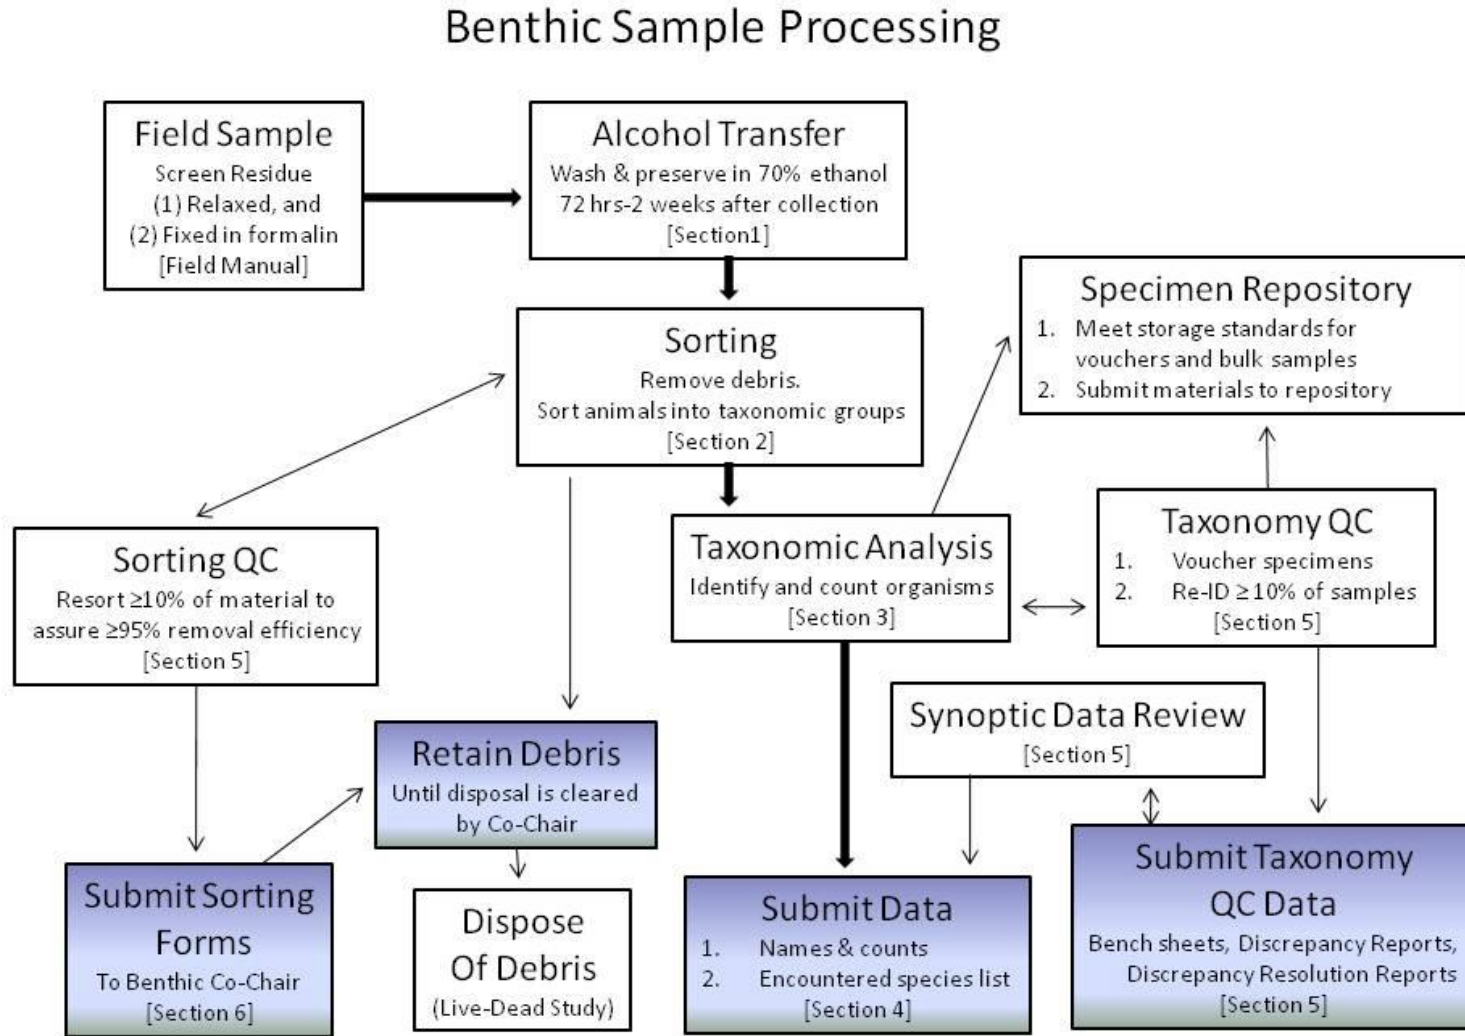 Benthic Sample Processing
Field Sample
Screen Residue
(1) Relaxed, and
(2) Fixed in formalin
[Field Manual]
Alcohol Transfer
Wash & preserve in 70% ethanol
72 hrs-2 weeks after collection
[Section1]
Specimen Repository
1. Meet storage standards for
vouchers and bulk samples
2. Submit materials to repository
Sorting
Remove debris.
Sort animals into taxonomic groups
[Section 2]
Sorting QC
Resort ≥10% of material to
assure ≥95% removal efficiency
[Section 5]
Taxonomic Analysis
Identify and count organisms
[Section 3]
Taxonomy QC
1. Voucher specimens
2. Re-ID ≥10% of samples
[Section 5]
Synoptic Data Review
[Section 5]
Retain Debris
Until disposal is cleared
by Co-Chair
Submit Sorting
Forms
To Benthic Co-Chair
[Section 6]
Dispose
Of Debris
(Live-Dead Study)
Submit Data
1. Names & counts
2. Encountered species list
[Section 4]
Submit Taxonomy
QC Data
Bench sheets, Discrepancy Reports,
Discrepancy Resolution Reports
[Section 5]